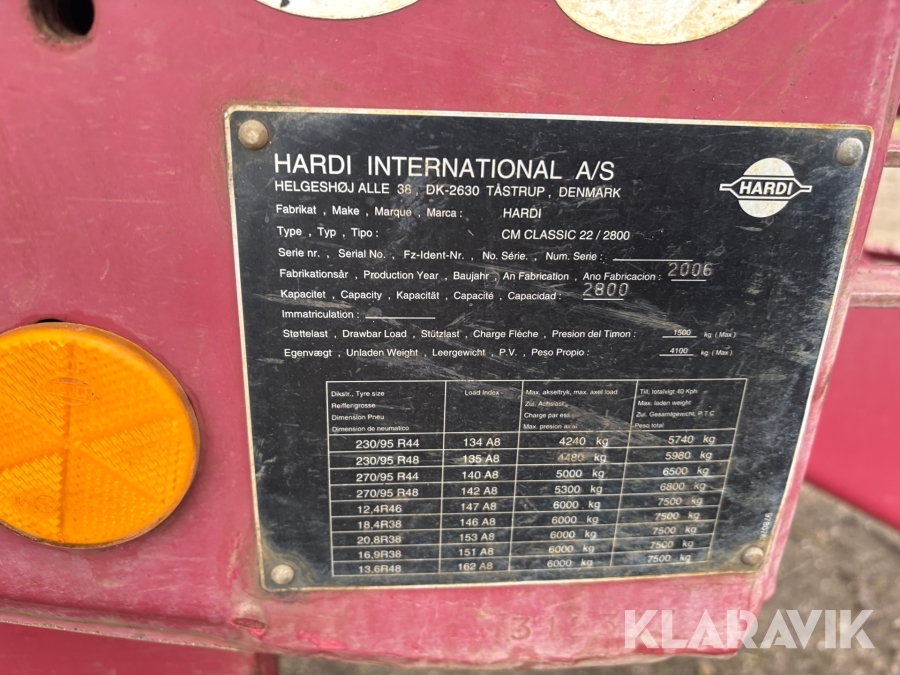 HARDI INTERNATIONAL A/S
HELGESHØJ ALLE 38, DK-2630 TÅSTRUP, DENMARK
HARDI
Fabrikat, Make, Marque, Marca: HARDI
Type, Typ, Tipo: CM CLASSIC 22/2800
Serie nr., Serial No., Fz-Ident-Nr., No. Série., Num. Serie:
Fabrikationsår, Production Year, Baujahr, An Fabrication, Ano Fabricacion: 2006
Kapacitet, Capacity, Kapacität, Capacité, Capacidad: 2800
Immatriculation:
Støttelast, Drawbar Load, Stützlast, Charge Fléche, Presion del Timon: 1500 kg (Max)
Egenvægt, Unladen Weight, Leergewicht, P.V., Peso Propio: 4100 kg (Max)
Dikstr., Tyre size Load Index Max. akseltryk, max. axel load Till. totalvigt 40 Kph
Reiffengrosse Zul. Achslast Max. laden weight
Dimension Pneu Charge par essi Zul. Gesamtgewicht, P.T.C
Dimension de neumatico Max. presion axial Peso total
230/95 R44 134 A8 4240 kg 5740 kg
230/95 R48 135 A8 4480 kg 5980 kg
270/95 R44 140 A8 5000 kg 6500 kg
270/95 R48 142 A8 5300 kg 6800 kg
12,4R46 147 A8 6000 kg 7500 kg
18,4R38 146 A8 6000 kg 7500 kg
20,8R38 153 A8 6000 kg 7500 kg
16,9R38 151 A8 6000 kg 7500 kg
13,6R48 162 A8 6000 kg 7500 kg
KLARAVIK